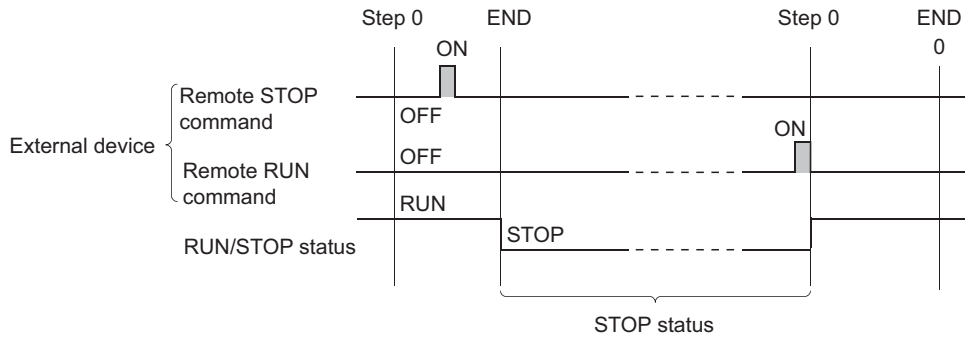 Step 0 END Step 0 END
0
ON
Remote STOP
command
OFF
External device
ON
Remote RUN
command
OFF
RUN
RUN/STOP status
STOP
STOP status